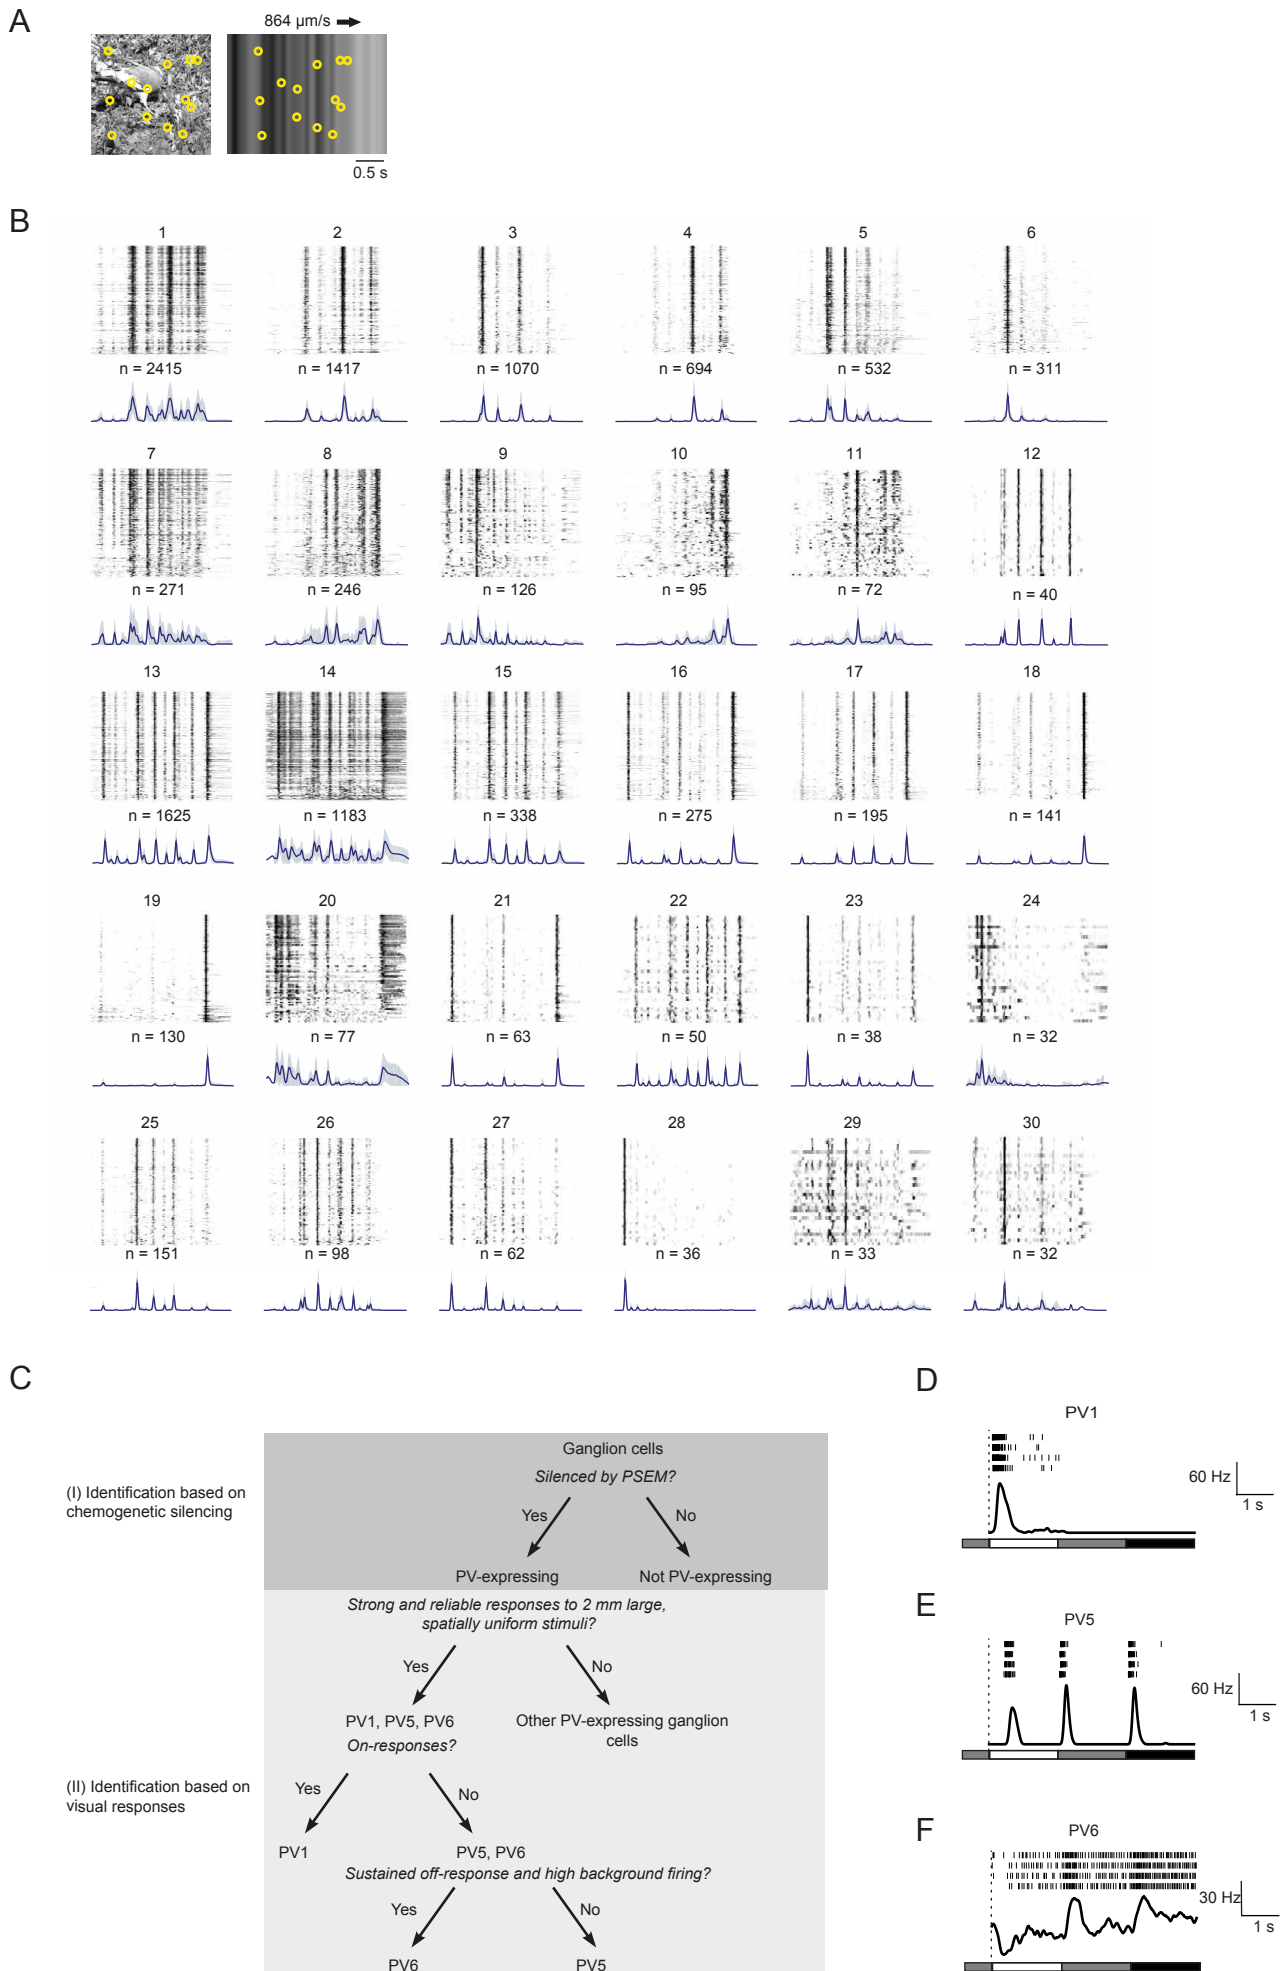 A
864 µm/s
0.5 s
B
1 2 3 4 5 6
n = 2415 n = 1417 n = 1070 n = 694 n = 532 n = 311
7 8 9 10 11 12
n = 271 n = 246 n = 126 n = 95 n = 72 n = 40
13 14 15 16 17 18
n = 1625 n = 1183 n = 338 n = 275 n = 195 n = 141
19 20 21 22 23 24
n = 130 n = 77 n = 63 n = 50 n = 38 n = 32
25 26 27 28 29 30
n = 151 n = 98 n = 62 n = 36 n = 33 n = 32
C
(I) Identification based on
chemogenetic silencing
Ganglion cells
Silenced by PSEM?
Yes No
PV-expressing Not PV-expressing
Strong and reliable responses to 2 mm large,
spatially uniform stimuli?
Yes No
PV1, PV5, PV6 Other PV-expressing ganglion
cells
On-responses?
(II) Identification based on
visual responses
Yes No
PV1 PV5, PV6
Sustained off-response and high background firing?
Yes No
PV6 PV5
D
PV1
60 Hz
1 s
E
PV5
60 Hz
1 s
F
PV6
30 Hz
1 s